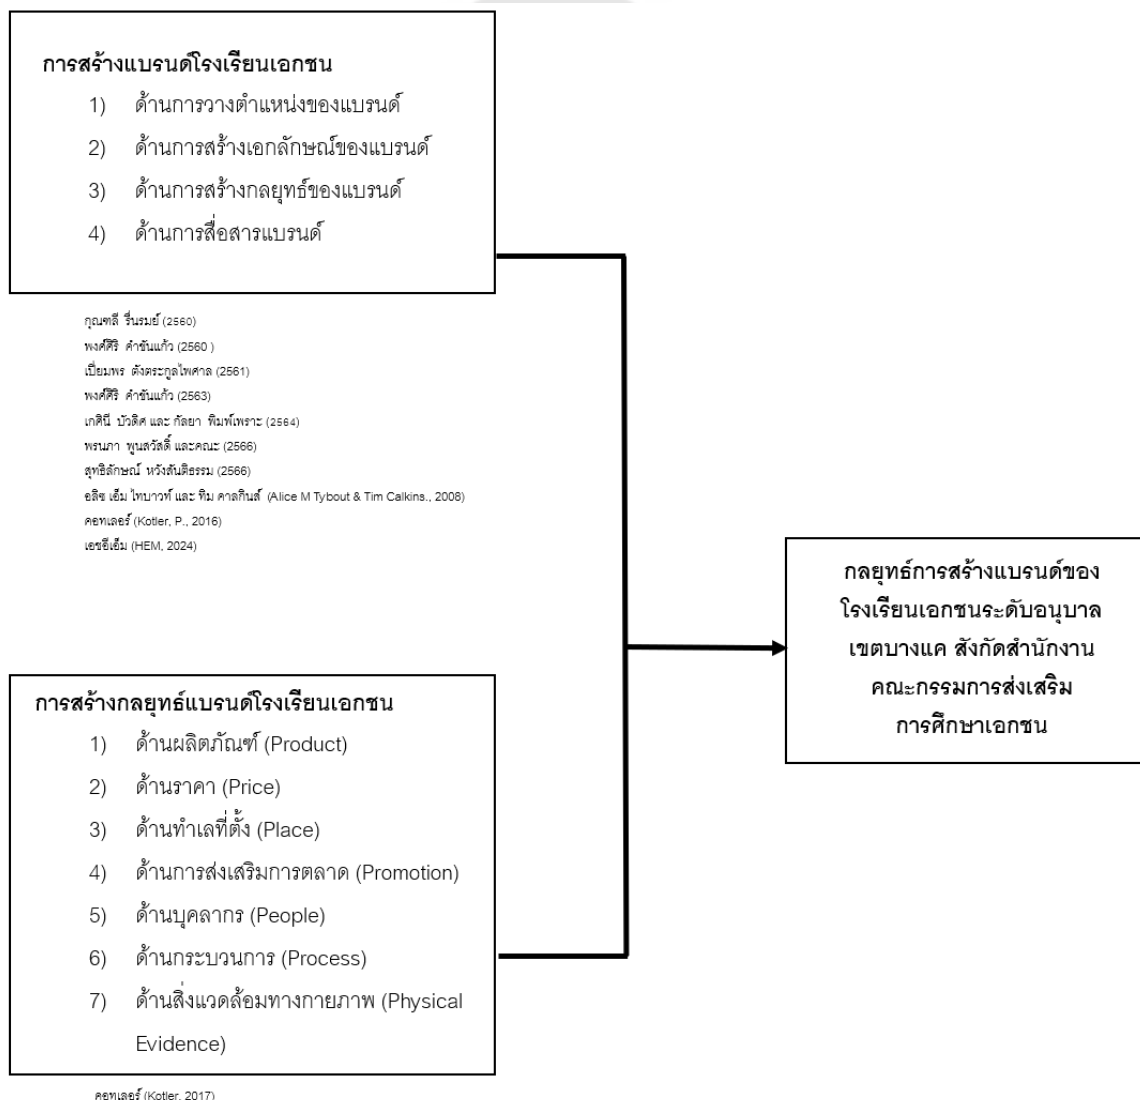 การสร้างแบรนด์โรงเรียนเอกชน
1) ด้านการวางตำแหน่งของแบรนด์
2) ด้านการสร้างเอกลักษณ์ของแบรนด์
3) ด้านการสร้างกลยุทธ์ของแบรนด์
4) ด้านการสื่อสารแบรนด์
กุณฑลี รื่นรมย์ (2560)
พงศ์ศิริ คำขันแก้ว (2560 )
เปี่ยมพร ตังตระกูลไพศาล (2561)
พงศ์ศิริ คำขันแก้ว (2563)
เกศินี บัวดิศ และ กัลยา พิมพ์เพราะ (2564)
พรนภา พูนสวัสดิ์ และคณะ (2566)
สุทธิลักษณ์ หวังสันติธรรม (2566)
อลิซ เอ็ม ไทบาวท์ และ ทิม คาลกินส์ (Alice M Tybout & Tim Calkins., 2008)
คอทเลอร์ (Kotler, P., 2016)
เอชอีเอ็ม (HEM, 2024)
กลยุทธ์การสร้างแบรนด์ของ
โรงเรียนเอกชนระดับอนุบาล
เขตบางแค สังกัดสำนักงาน
คณะกรรมการส่งเสริม
การศึกษาเอกชน
การสร้างกลยุทธ์แบรนด์โรงเรียนเอกชน
1) ด้านผลิตภัณฑ์ (Product)
2) ด้านราคา (Price)
3) ด้านทำเลที่ตั้ง (Place)
4) ด้านการส่งเสริมการตลาด (Promotion)
5) ด้านบุคลากร (People)
6) ด้านกระบวนการ (Process)
7) ด้านสิ่งแวดล้อมทางกายภาพ (Physical
Evidence)
คอทเลอร์ (Kotler, 2017)